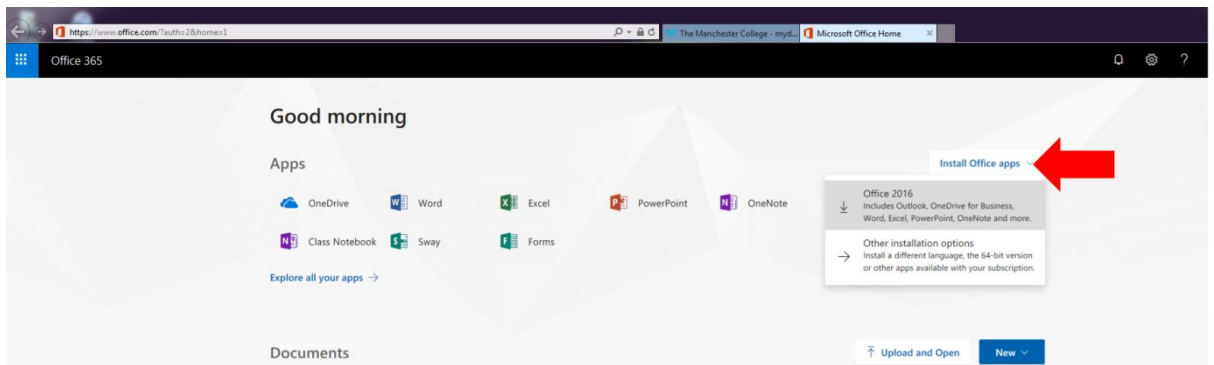 https://www.office.com/?auth=2&home=1
The Manchester College - myd...
Microsoft Office Home
Office 365
?
Good morning
Apps
Install Office apps
OneDrive
Word
Excel
PowerPoint
OneNote
Class Notebook
Sway
Forms
Explore all your apps →
Office 2016
Includes Outlook, OneDrive for Business,
Word, Excel, PowerPoint, OneNote and more.
Other installation options
Install a different language, the 64-bit version
or other apps available with your subscription.
Documents
Upload and Open
New